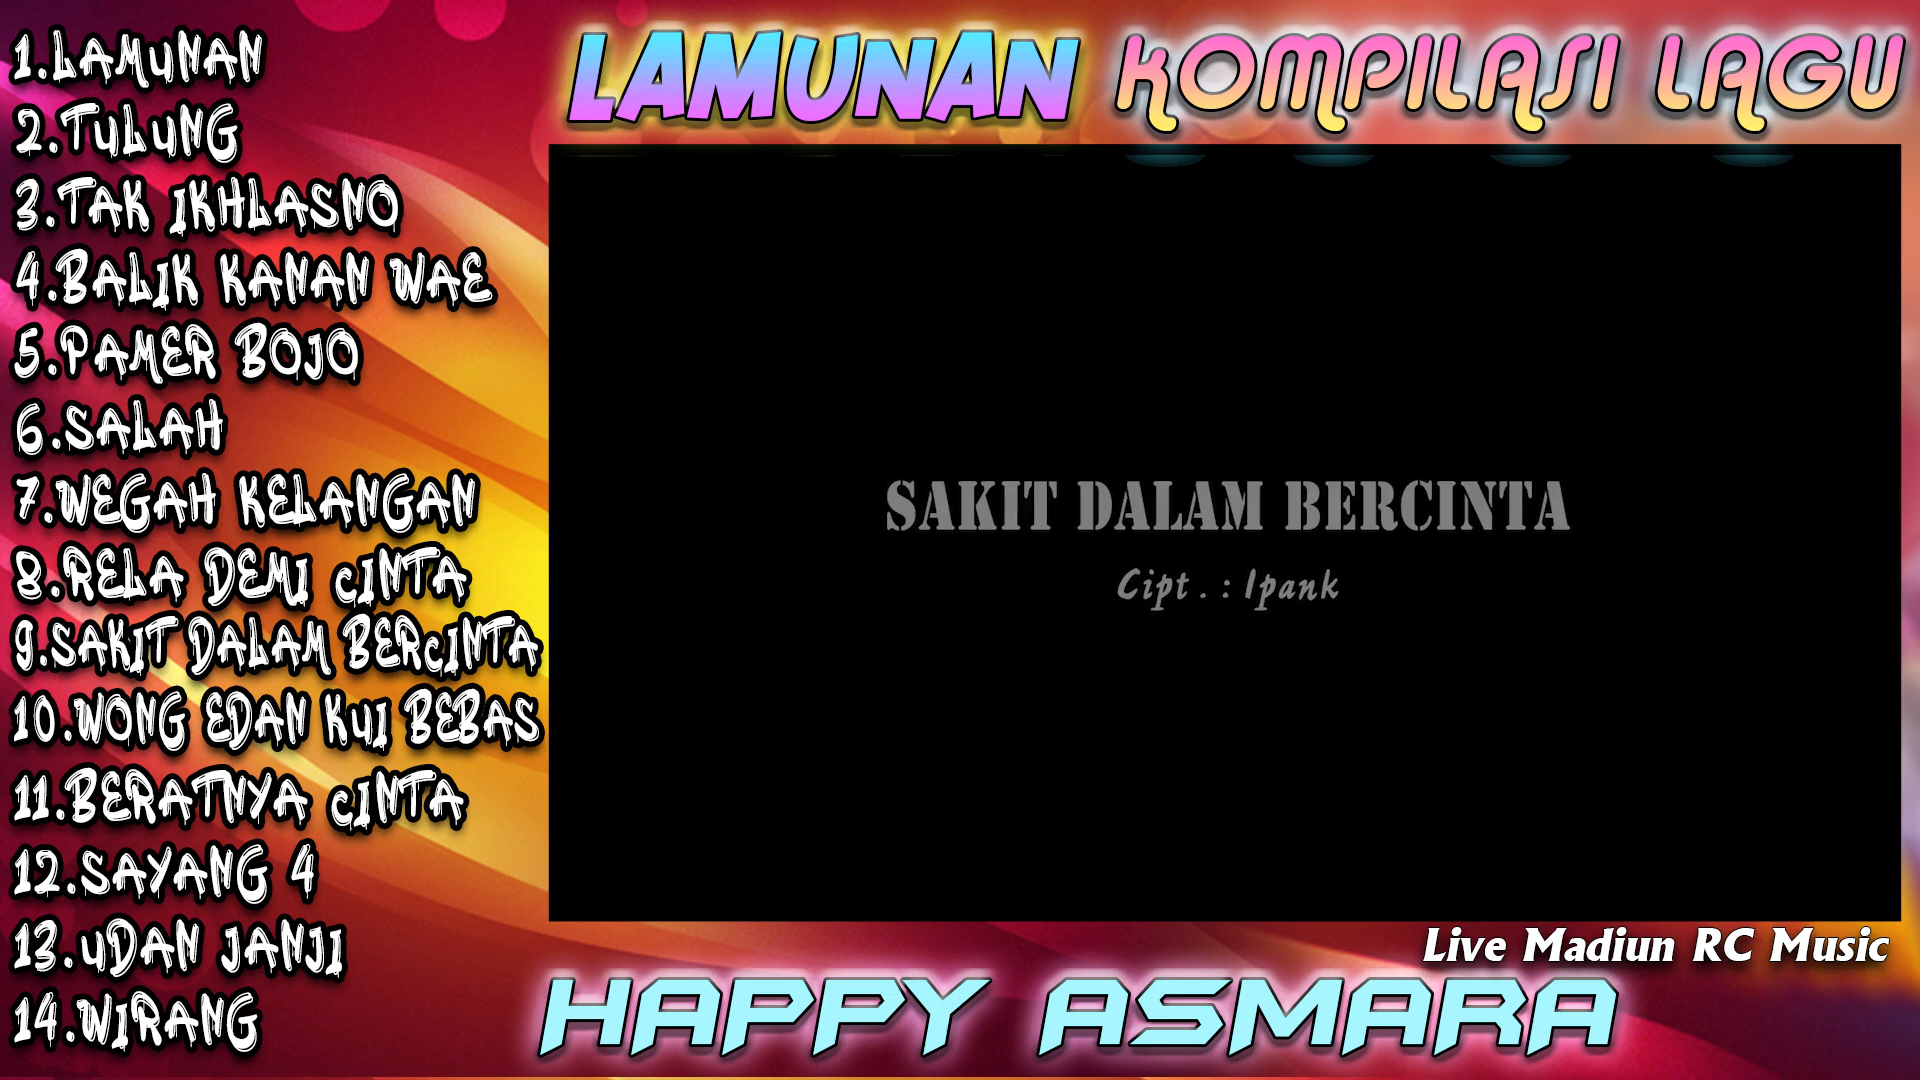 1.LAMUNAN
2.TULUNG
3.TAK IKHLASNO
4.BALIK KANAN WAE
5.PAMER BOJO
6.SALAH
7.WEGAH KELANGAN
8.RELA DEMI CINTA
9.SAKIT DALAM BERCINTA
10.WONG EDAN KUI BEBAS
11.BERATNYA CINTA
12.SAYANG 4
13.UDAN JANJI
14.WIRANG
LAMUNAN KOMPILASI LAGU
SAKIT DALAM BERCINTA
Cipt . : Ipank
Live Madiun RC Music
HAPPY ASMARA